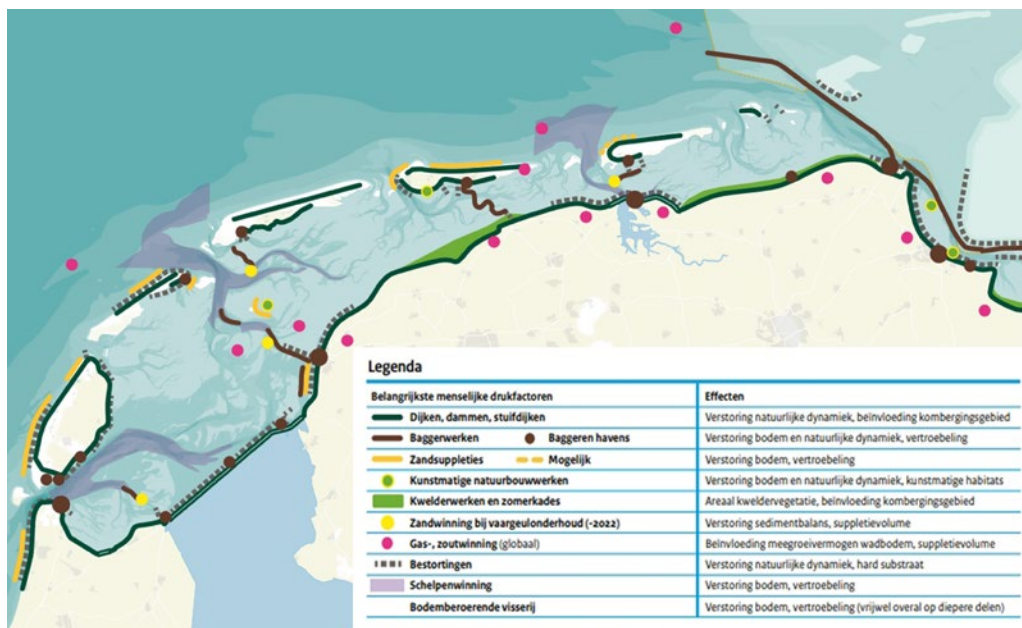 Legenda
Belangrijkste menselijke drukfactoren Effecten
Dijken, dammen, stuifdijken Verstoring natuurlijke dynamiek, beïnvloeding kombergingsgebied
Baggerwerken Baggeren havens Verstoring bodem en natuurlijke dynamiek, vertroebeling
Zandsuppleties Mogelijk Verstoring bodem, vertroebeling
Kunstmatige natuurbouwwerken Verstoring bodem en natuurlijke dynamiek, kunstmatige habitats
Kwelderwerken en zomerkades Areaal kweldervegetatie, beïnvloeding kombergingsgebied
Zandwinning bij vaargeulonderhoud (-2022) Verstoring sedimentbalans, suppletievolume
Gas-, zoutwinning (globaal) Beïnvloeding meegroeivermogen wadbodem, suppletievolume
Bestortingen Verstoring natuurlijke dynamiek, hard substraat
Schelpenwinning Verstoring bodem, vertroebeling
Bodemberoerende visserij Verstoring bodem, vertroebeling (vrijwel overal op diepere delen)